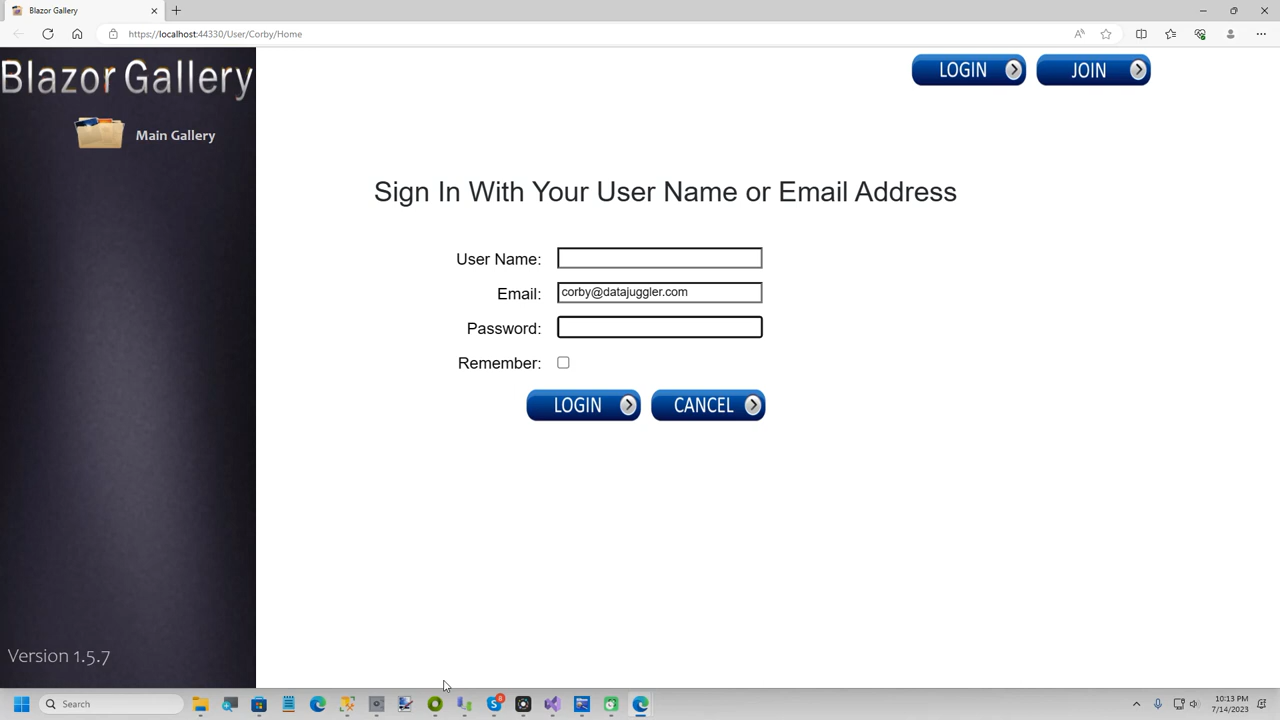 Blazor Gallery
https://localhost:44330/User/Corby/Home
Blazor Gallery
LOGIN
JOIN
Main Gallery
Sign In With Your User Name or Email Address
User Name:
Email:
corby@datajuggler.com
Password:
Remember:
LOGIN
CANCEL
Version 1.5.7
Search
8
10:13 PM
7/14/2023